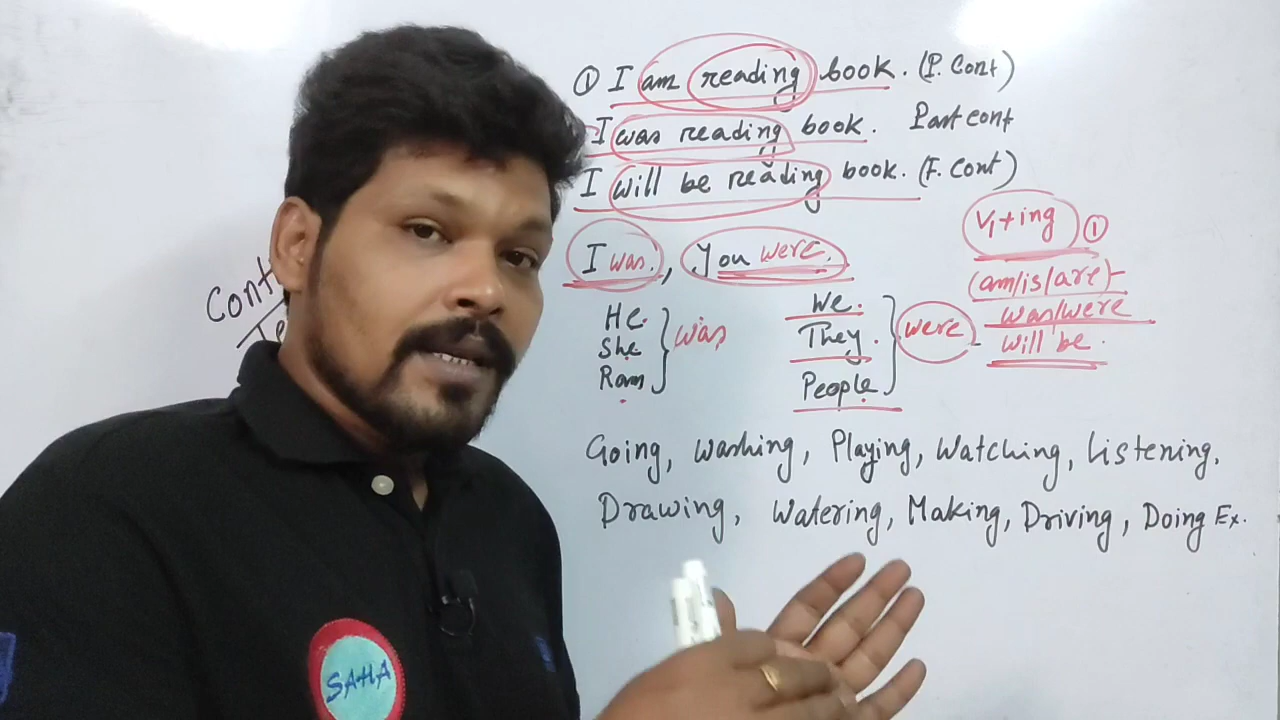 ① I am reading book. (P. Cont)
I was reading book. Past cont
I will be reading book. (F. Cont)
I was. , You were.
He.
She
Ram
} was
We.
They.
People
} were
V1 + ing ①
(am/is/are)-
was/were
will be.
Going, washing, Playing, Watching, Listening.
Drawing, Watering, Making, Driving, Doing Ex.
Cont
Te
SAHA